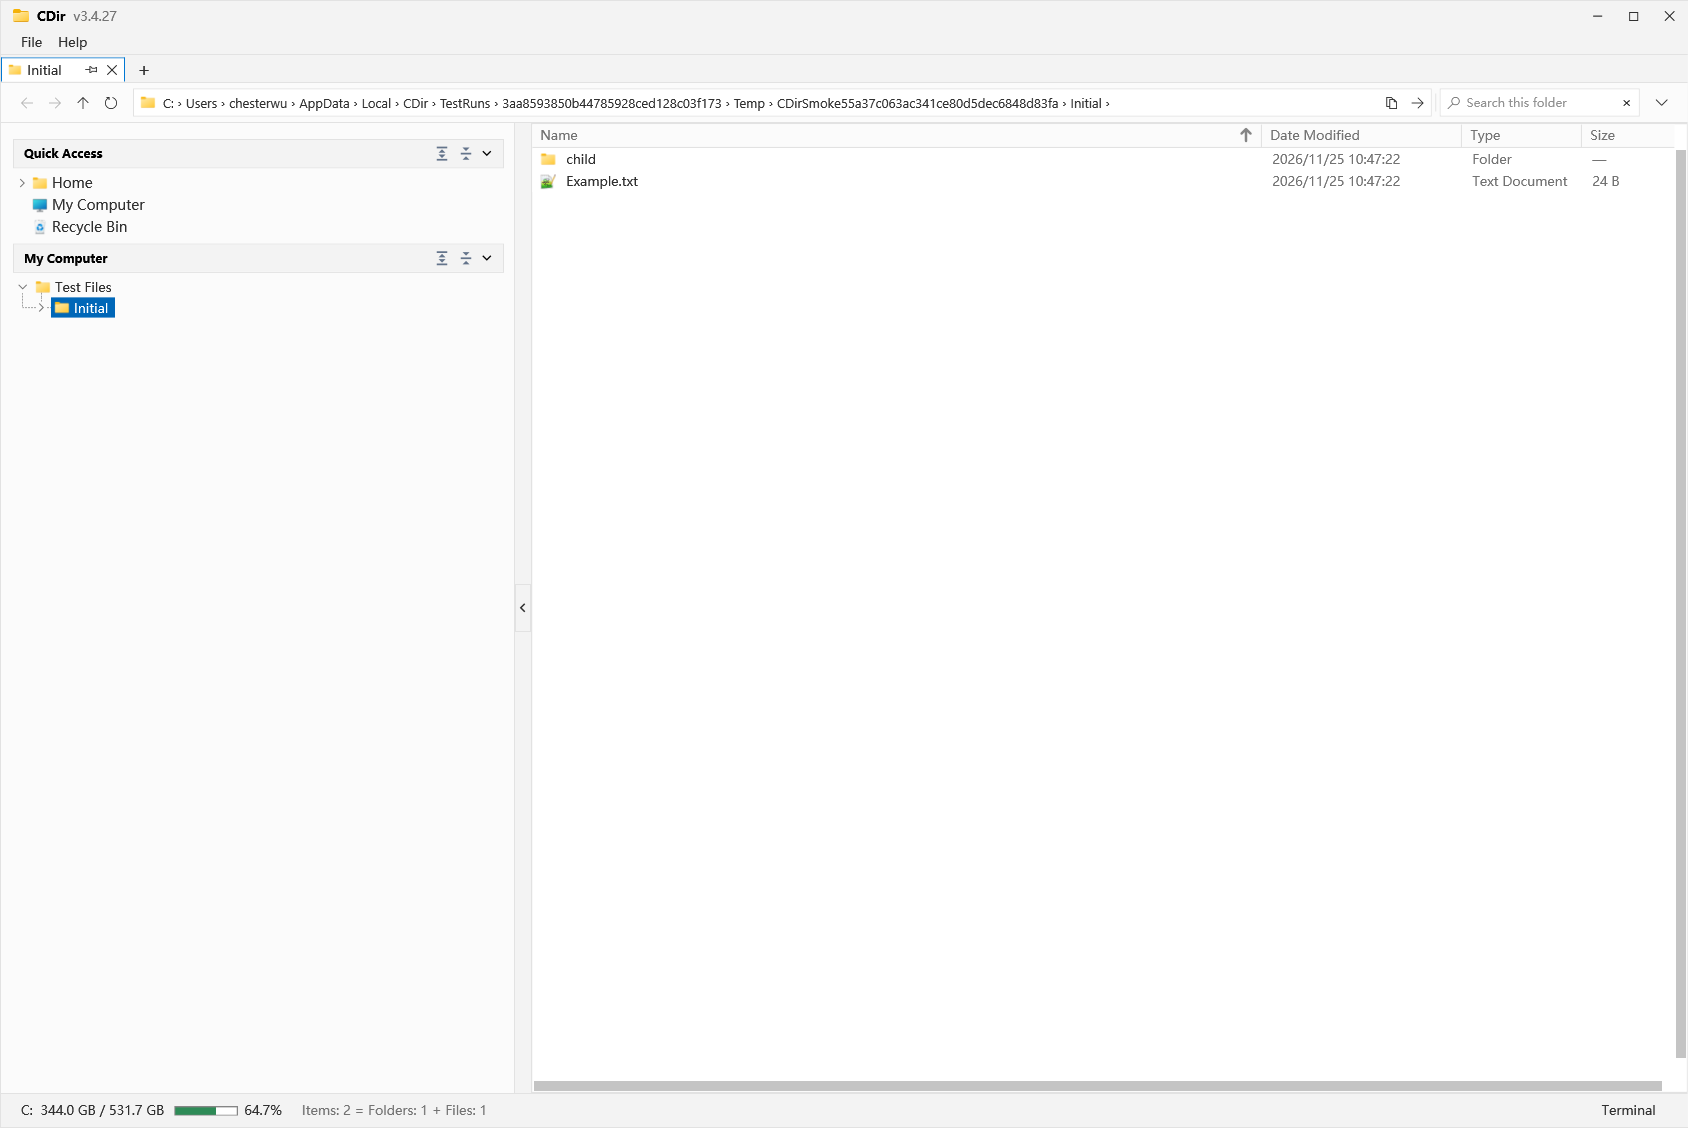 CDir v3.4.27
File Help
Initial
C: › Users › chesterwu › AppData › Local › CDir › TestRuns › 3aa8593850b44785928ced128c03f173 › Temp › CDirSmoke55a37c063ac341ce80d5dec6848d83fa › Initial ›
Search this folder
Quick Access
Home
My Computer
Recycle Bin
My Computer
Test Files
Initial
Name Date Modified Type Size
child 2026/11/25 10:47:22 Folder —
Example.txt 2026/11/25 10:47:22 Text Document 24 B
C: 344.0 GB / 531.7 GB 64.7% Items: 2 = Folders: 1 + Files: 1
Terminal